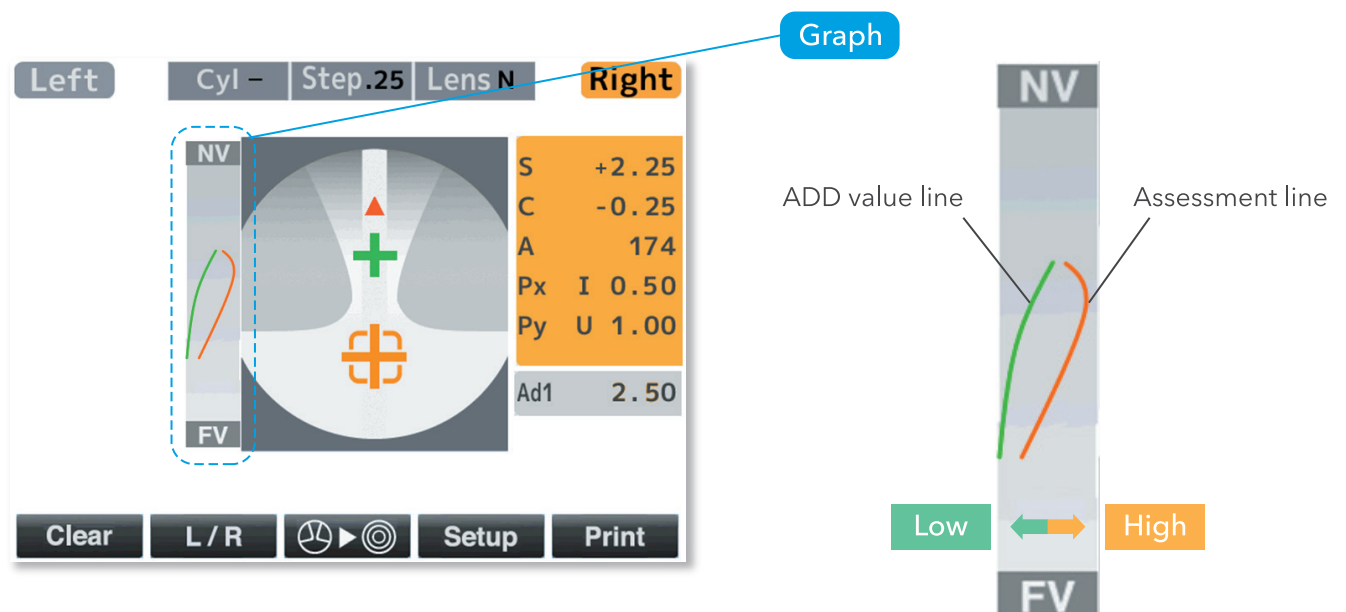 Graph
Left
Cyl −
Step.25
Lens N
Right
NV
FV
S +2.25
C -0.25
A 174
Px I 0.50
Py U 1.00
Ad1 2.50
Clear
L/R
Setup
Print
NV
ADD value line
Assessment line
Low
High
FV